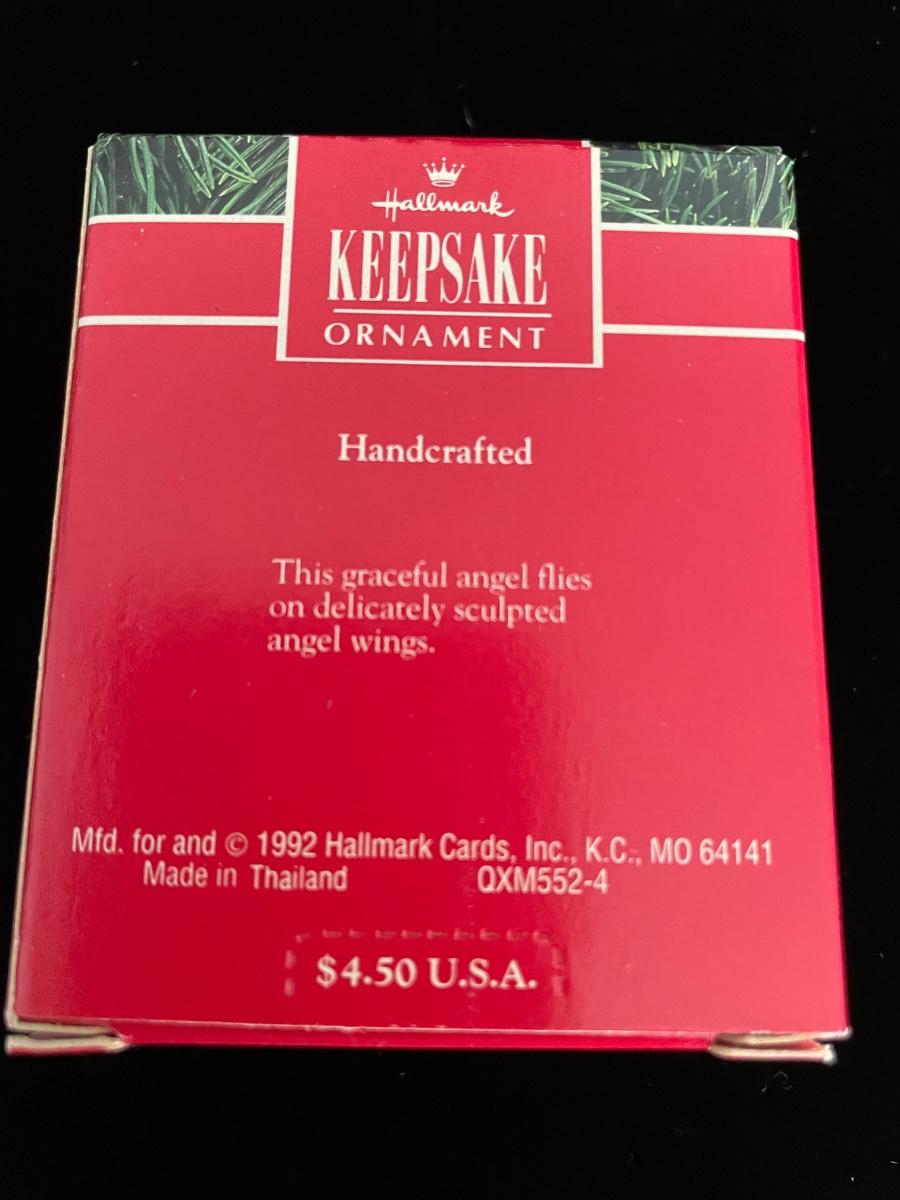 Hallmark
KEEPSAKE
ORNAMENT
Handcrafted
This graceful angel flies
on delicately sculpted
angel wings.
Mfd. for and © 1992 Hallmark Cards, Inc., K.C., MO 64141
Made in Thailand QXM552-4
$4.50 U.S.A.